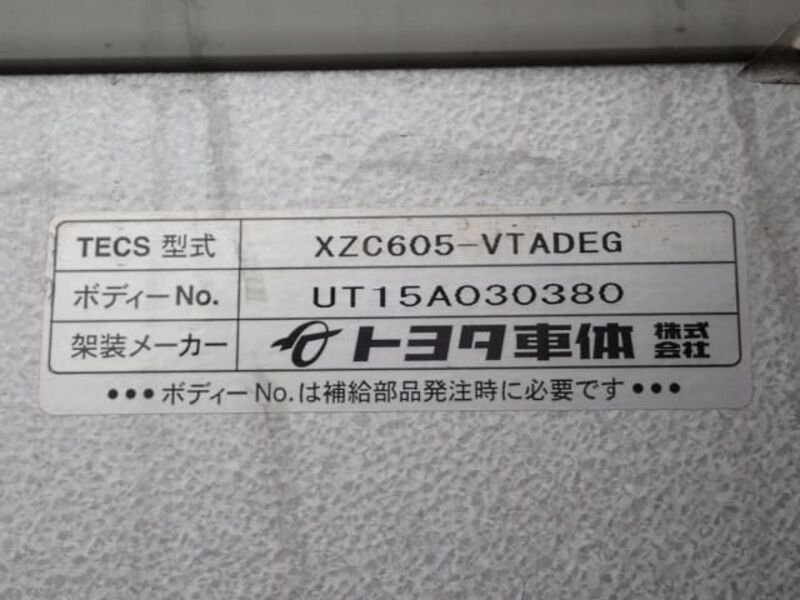 TECS 型式 XZC605-VTADEG
ボディーNo. UT15A030380
架装メーカー トヨタ車体 株式会社
●●●ボディーNo.は補給部品発注時に必要です●●●